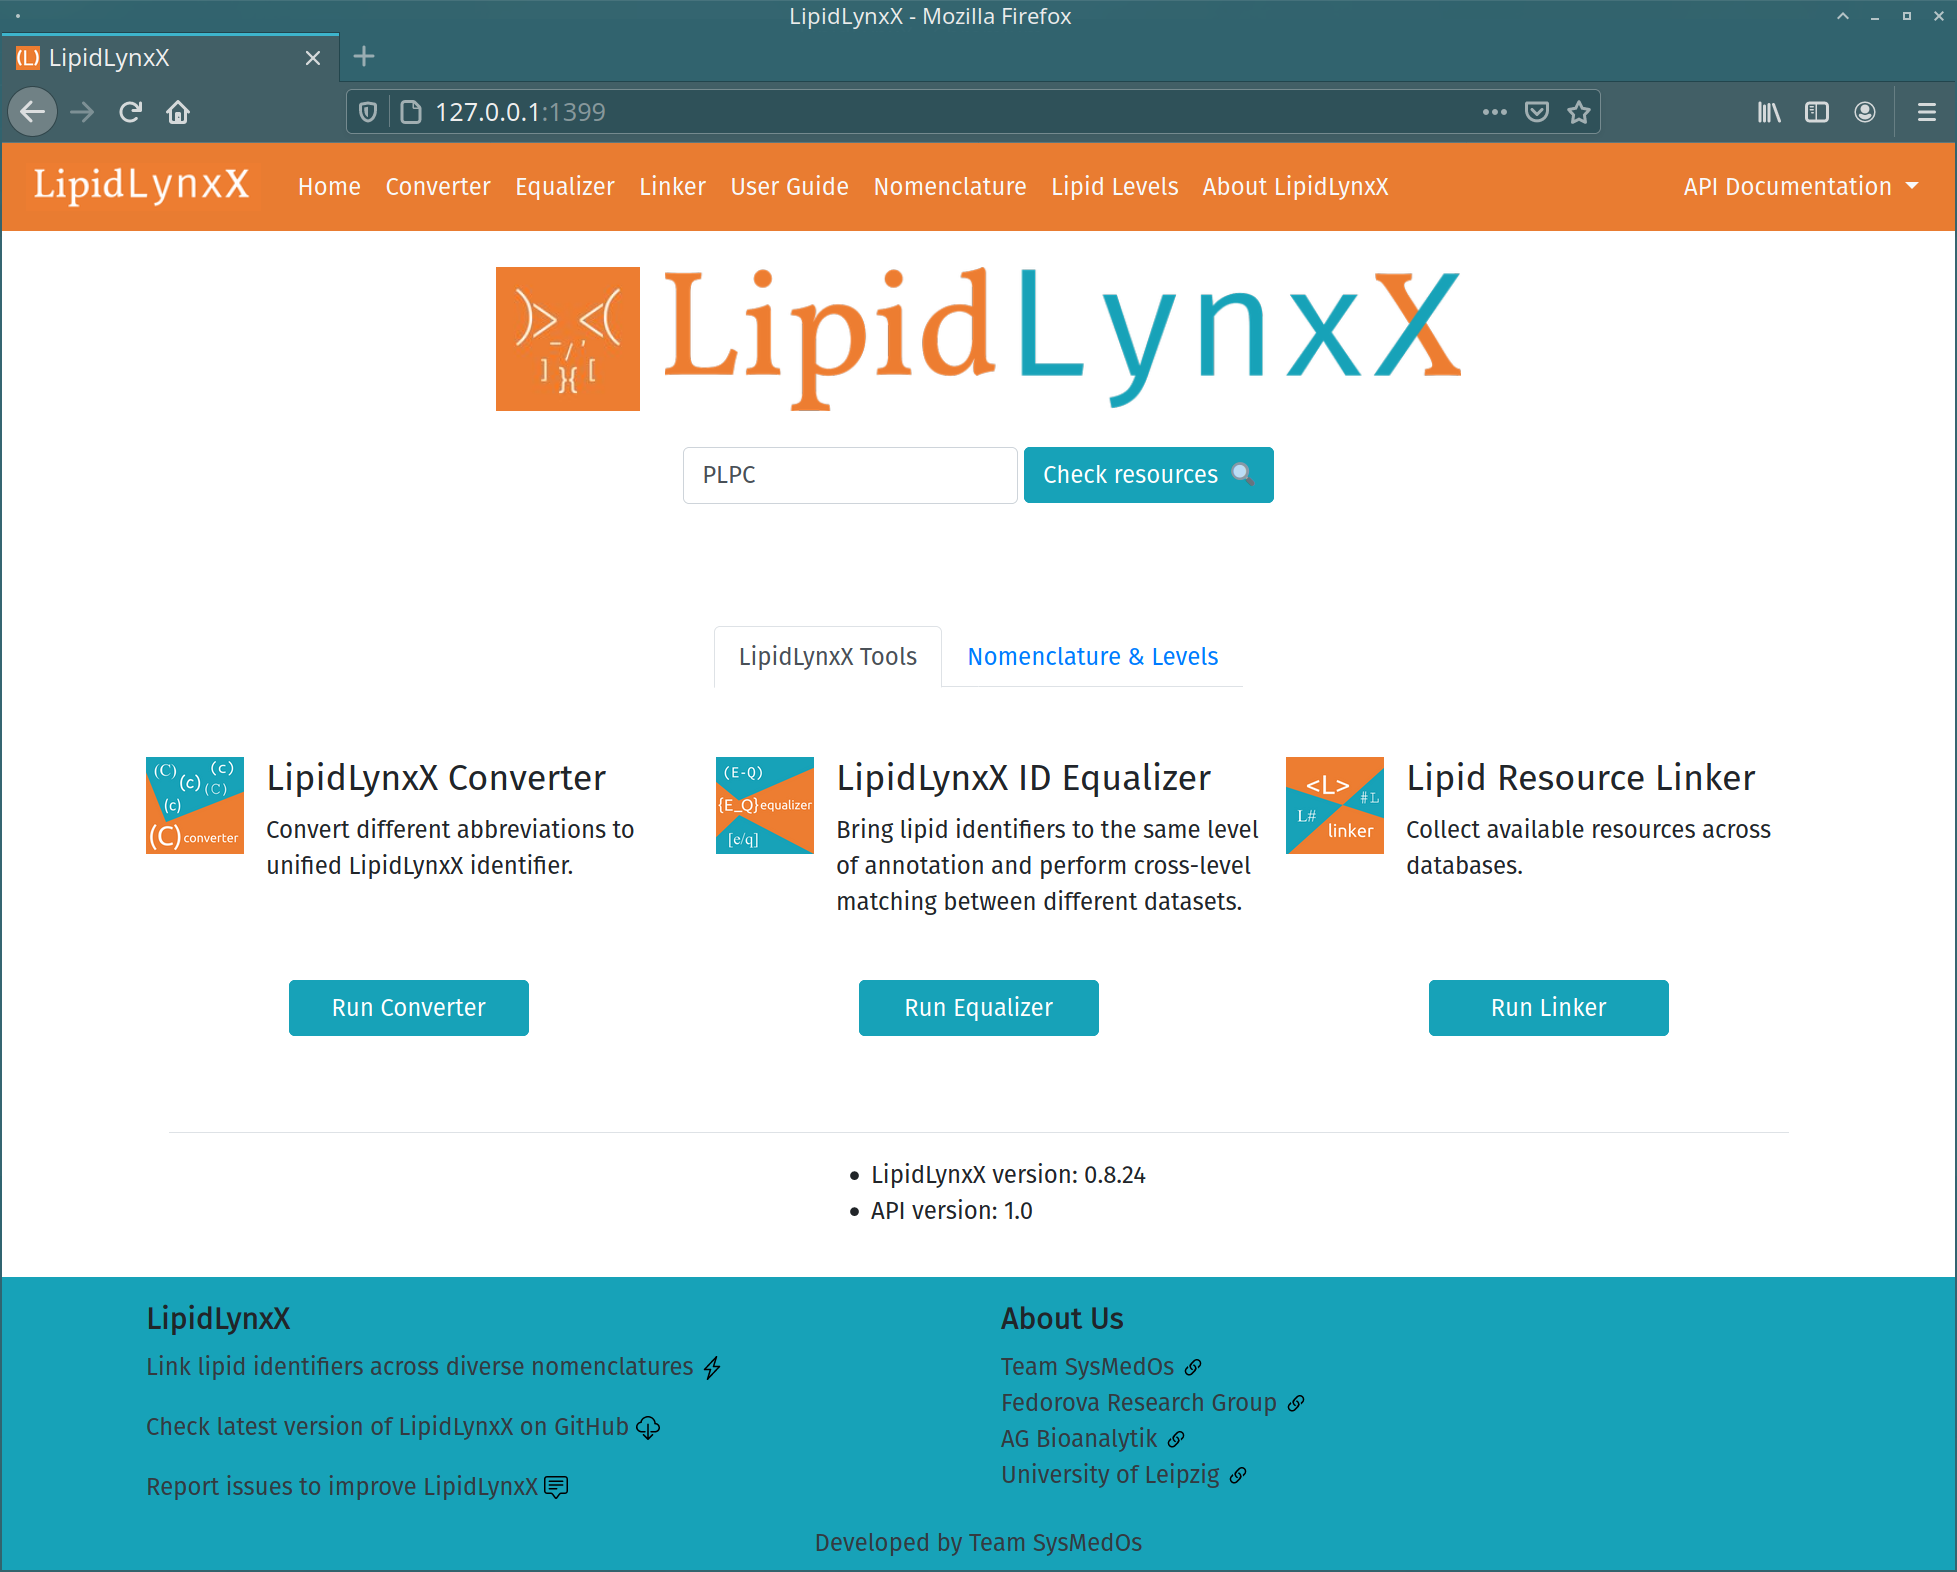 LipidLynxX - Mozilla Firefox
(L) LipidLynxX
127.0.0.1:1399
LipidLynxX Home Converter Equalizer Linker User Guide Nomenclature Lipid Levels About LipidLynxX API Documentation
LipidLynxX
PLPC Check resources
LipidLynxX Tools Nomenclature & Levels
(C) (c) (c) (C) (c) (C) converter
LipidLynxX Converter
Convert different abbreviations to
unified LipidLynxX identifier.
(E-Q) {E_Q} equalizer [e/q]
LipidLynxX ID Equalizer
Bring lipid identifiers to the same level
of annotation and perform cross-level
matching between different datasets.
<L> #L L# linker
Lipid Resource Linker
Collect available resources across
databases.
Run Converter Run Equalizer Run Linker
• LipidLynxX version: 0.8.24
• API version: 1.0
LipidLynxX
Link lipid identifiers across diverse nomenclatures
Check latest version of LipidLynxX on GitHub
Report issues to improve LipidLynxX
About Us
Team SysMedOs
Fedorova Research Group
AG Bioanalytik
University of Leipzig
Developed by Team SysMedOs